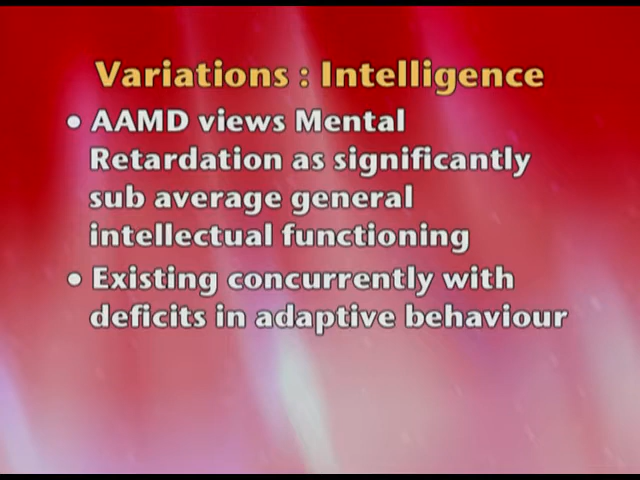 Variations : Intelligence
• AAMD views Mental
Retardation as significantly
sub average general
intellectual functioning
• Existing concurrently with
deficits in adaptive behaviour